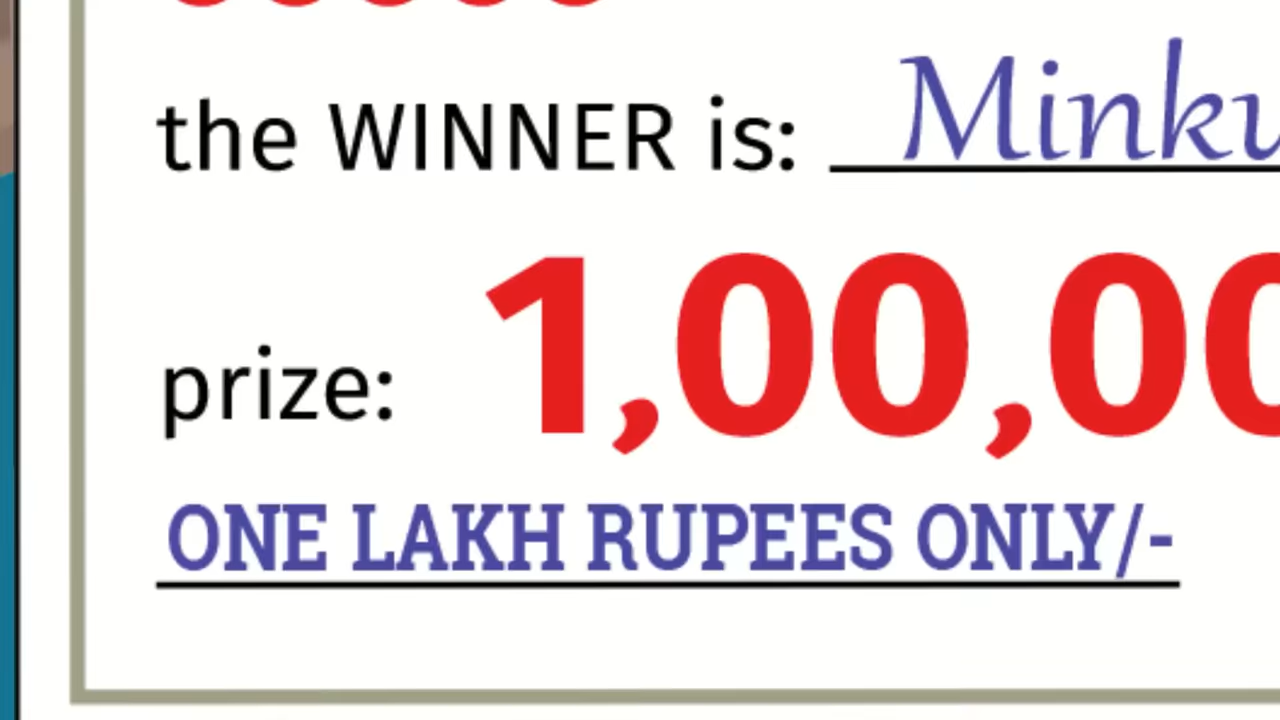 the WINNER is: Minku
prize: 1,00,00
ONE LAKH RUPEES ONLY/-